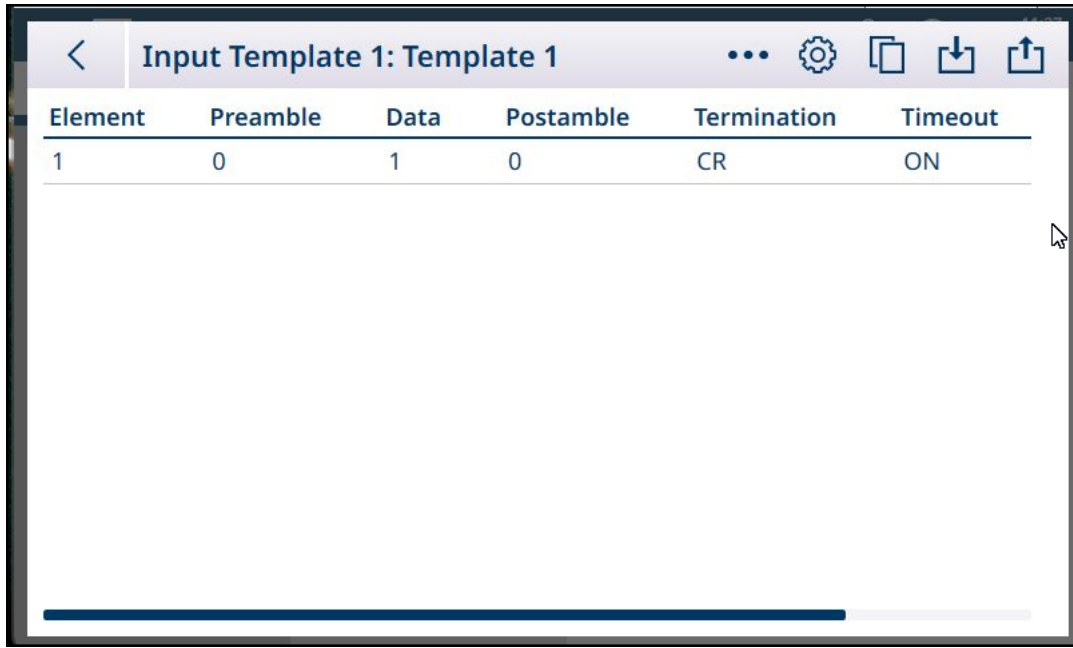 Input Template 1: Template 1
Element Preamble Data Postamble Termination Timeout
1 0 1 0 CR ON